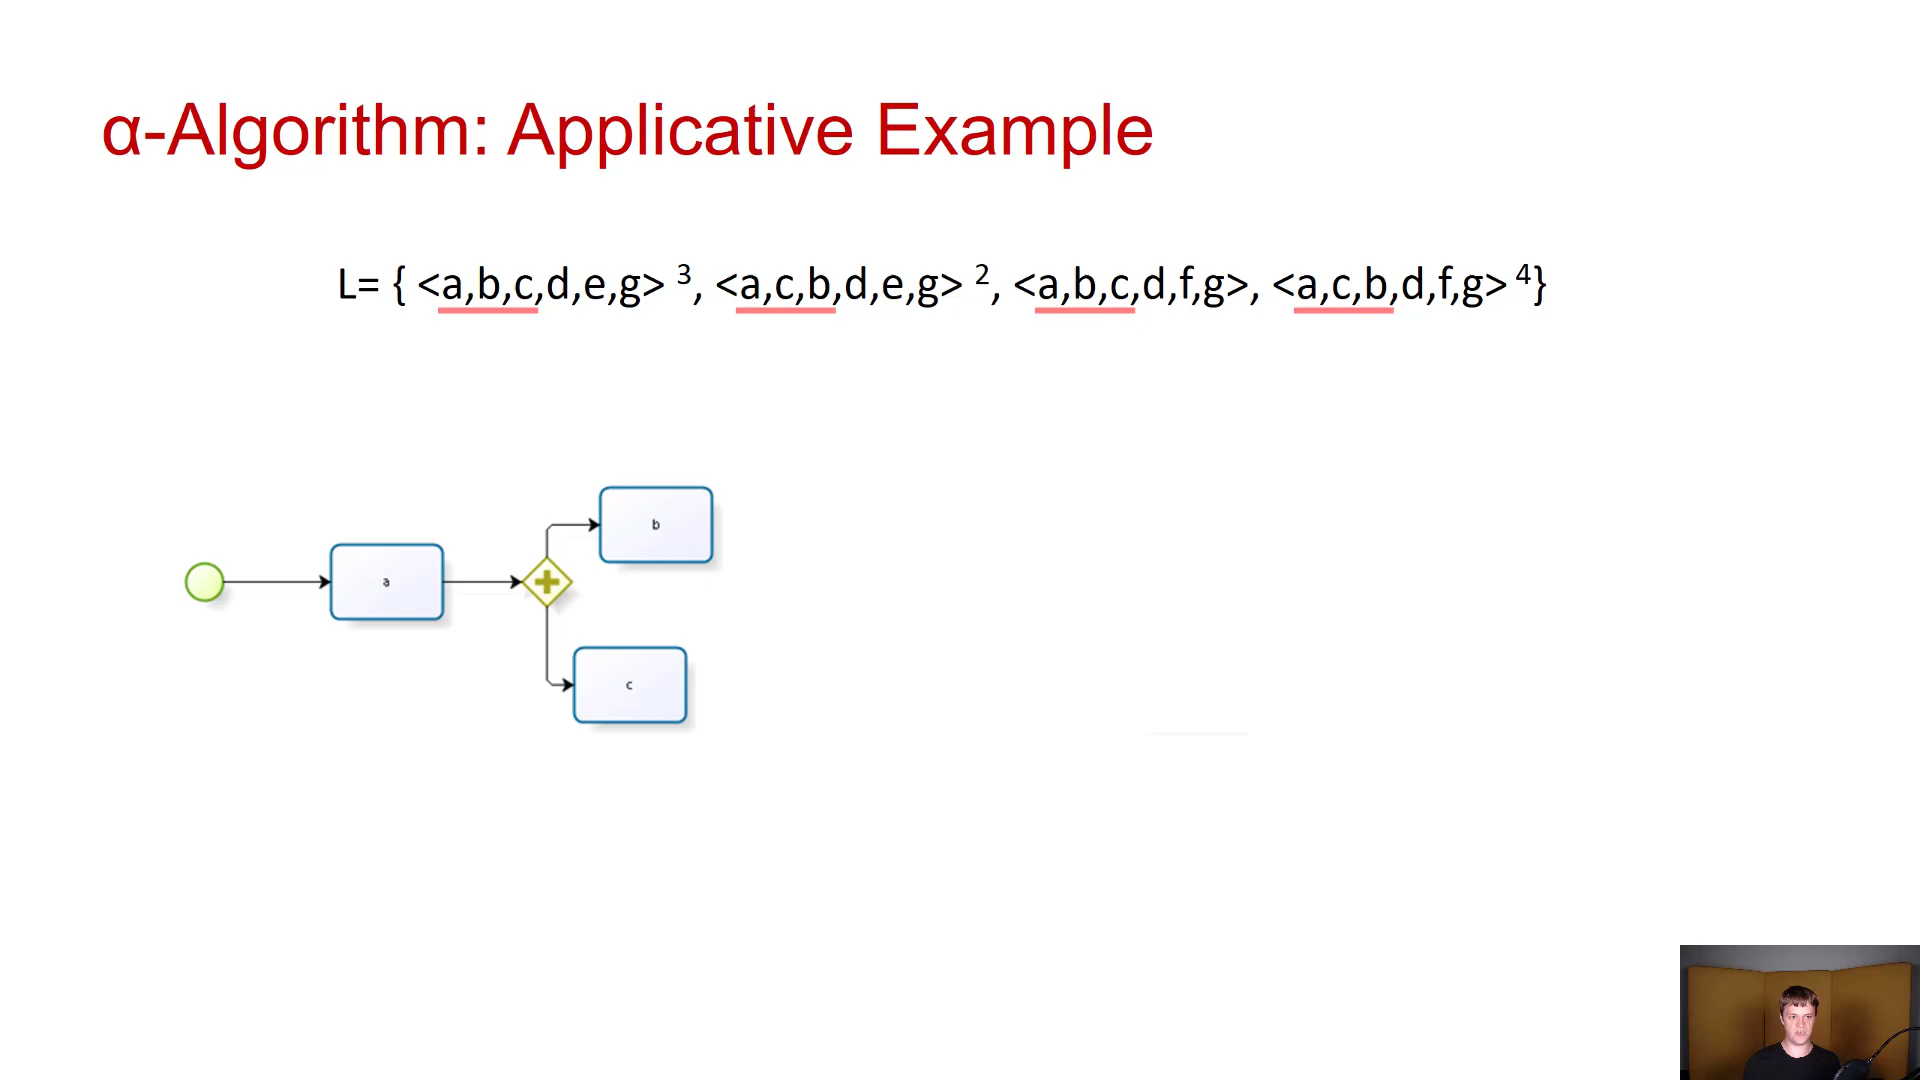 α-Algorithm: Applicative Example
L= { <a,b,c,d,e,g> ³, <a,c,b,d,e,g> ², <a,b,c,d,f,g>, <a,c,b,d,f,g> ⁴}
b
a
c